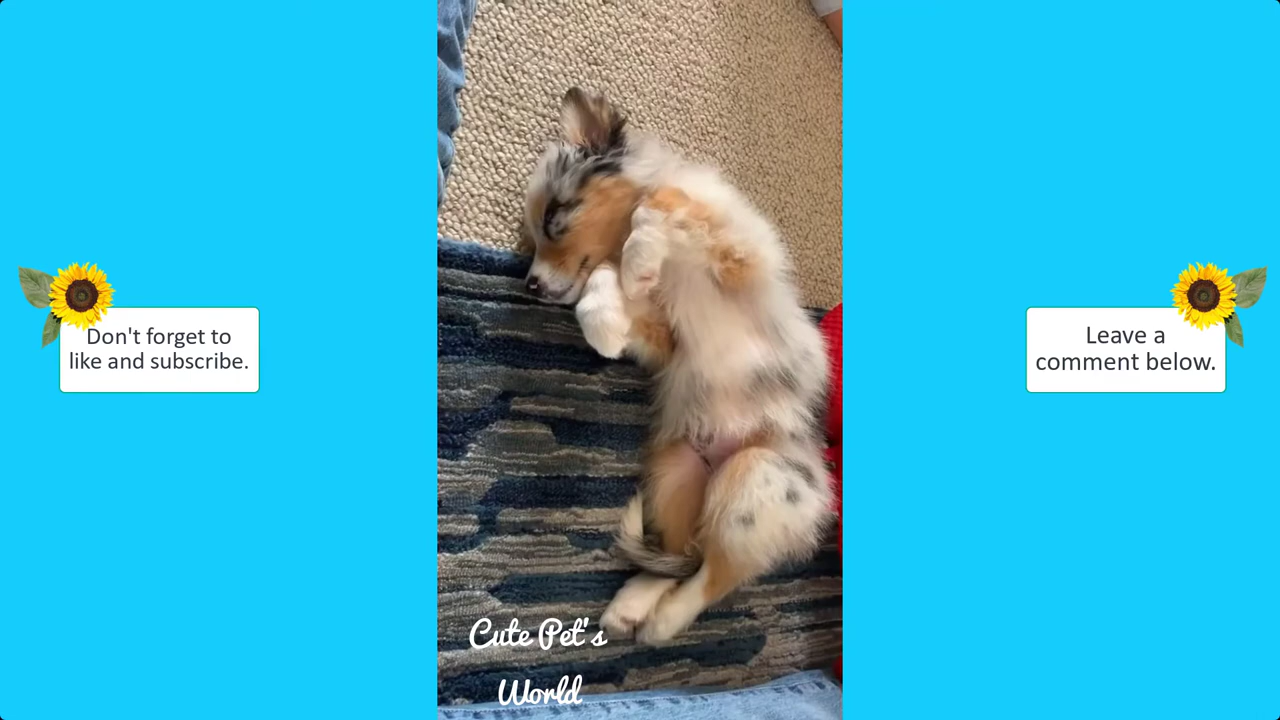 Don't forget to
like and subscribe.
Leave a
comment below.
Cute Pet's
World